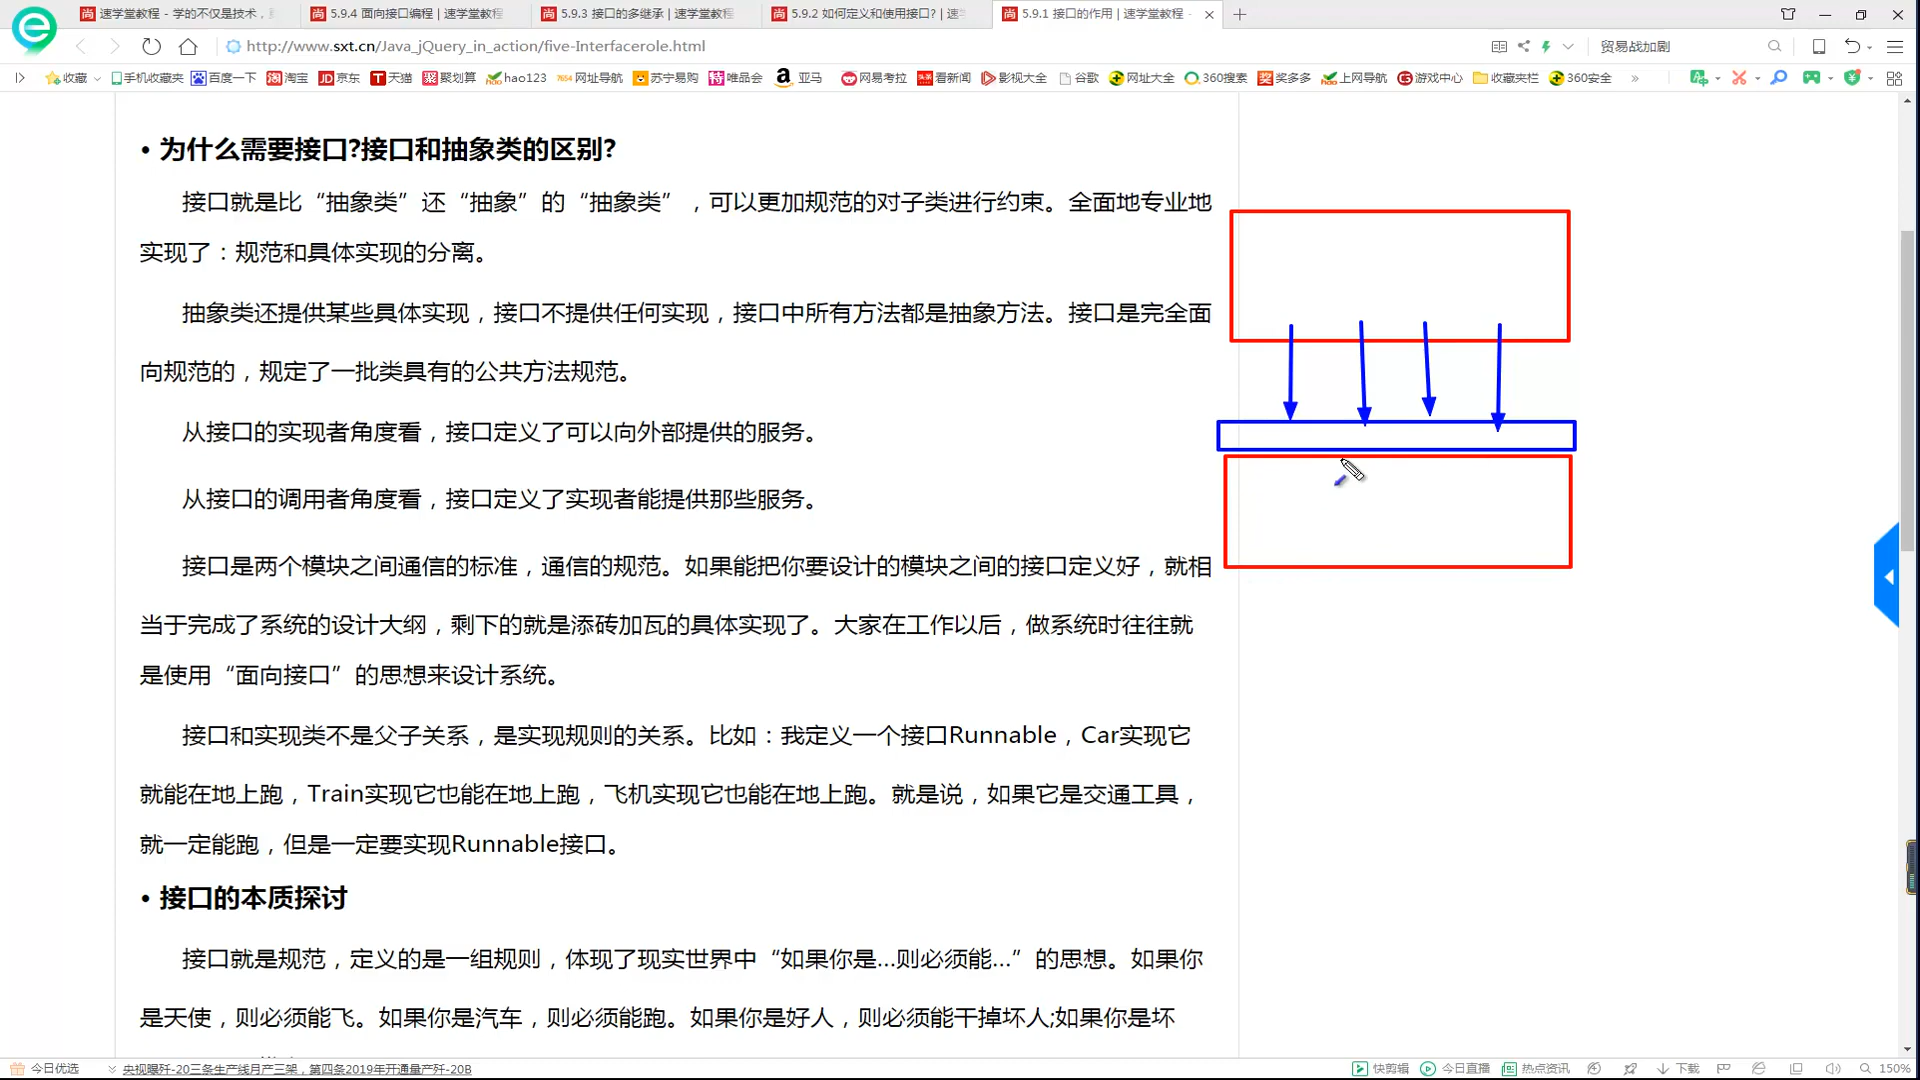 速学堂教程 - 学的不仅是技术，
5.9.4 面向接口编程 | 速学堂教程
5.9.3 接口的多继承 | 速学堂教程
5.9.2 如何定义和使用接口? | 速
5.9.1 接口的作用 | 速学堂教程 -
http://www.sxt.cn/Java_jQuery_in_action/five-Interfacerole.html
贸易战加剧
收藏
手机收藏夹
百度一下
淘宝
京东
天猫
聚划算
hao123
网址导航
苏宁易购
唯品会
亚马
网易考拉
看新闻
影视大全
谷歌
网址大全
360搜索
奖多多
上网导航
游戏中心
收藏夹栏
360安全
• 为什么需要接口?接口和抽象类的区别?
接口就是比“抽象类”还“抽象”的“抽象类”，可以更加规范的对子类进行约束。全面地专业地
实现了：规范和具体实现的分离。
抽象类还提供某些具体实现，接口不提供任何实现，接口中所有方法都是抽象方法。接口是完全面
向规范的，规定了一批类具有的公共方法规范。
从接口的实现者角度看，接口定义了可以向外部提供的服务。
从接口的调用者角度看，接口定义了实现者能提供那些服务。
接口是两个模块之间通信的标准，通信的规范。如果能把你要设计的模块之间的接口定义好，就相
当于完成了系统的设计大纲，剩下的就是添砖加瓦的具体实现了。大家在工作以后，做系统时往往就
是使用“面向接口”的思想来设计系统。
接口和实现类不是父子关系，是实现规则的关系。比如：我定义一个接口Runnable，Car实现它
就能在地上跑，Train实现它也能在地上跑，飞机实现它也能在地上跑。就是说，如果它是交通工具，
就一定能跑，但是一定要实现Runnable接口。
• 接口的本质探讨
接口就是规范，定义的是一组规则，体现了现实世界中“如果你是...则必须能...”的思想。如果你
是天使，则必须能飞。如果你是汽车，则必须能跑。如果你是好人，则必须能干掉坏人;如果你是坏
今日优选
央视曝歼-20三条生产线月产三架，第四条2019年开通量产歼-20B
快剪辑
今日直播
热点资讯
下载
150%